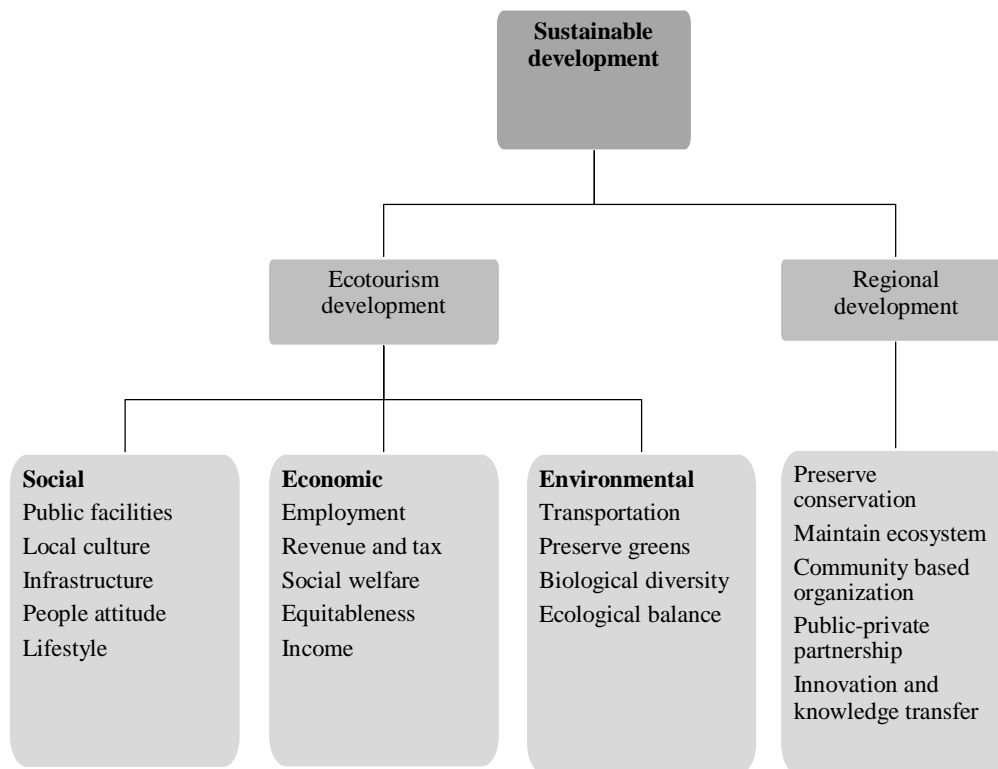 Sustainable
development
Ecotourism
development
Regional
development
Social
Public facilities
Local culture
Infrastructure
People attitude
Lifestyle
Economic
Employment
Revenue and tax
Social welfare
Equitableness
Income
Environmental
Transportation
Preserve greens
Biological diversity
Ecological balance
Preserve
conservation
Maintain ecosystem
Community based
organization
Public-private
partnership
Innovation and
knowledge transfer